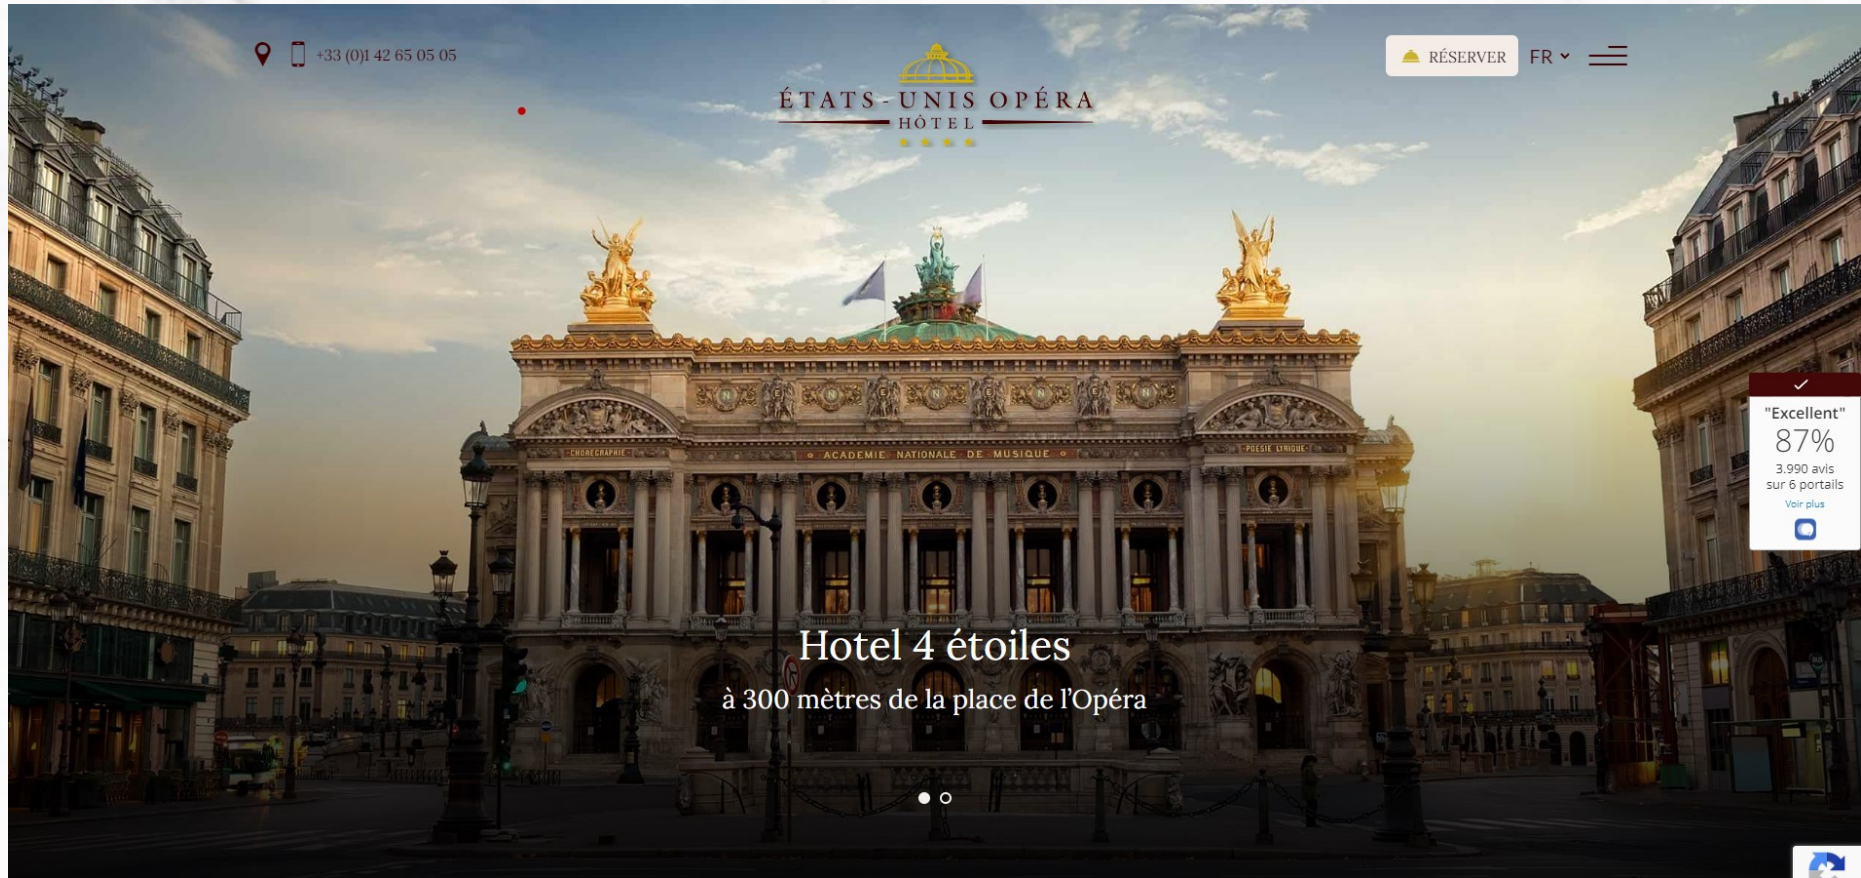 +33 (0)1 42 65 05 05
ÉTATS-UNIS OPÉRA
HÔTEL
RÉSERVER
FR
CHOREGRAPHIE
ACADEMIE NATIONALE DE MUSIQUE
POESIE LYRIQUE
N E N E N E N E N
"Excellent"
87%
3.990 avis
sur 6 portails
Voir plus
Hotel 4 étoiles
à 300 mètres de la place de l’Opéra